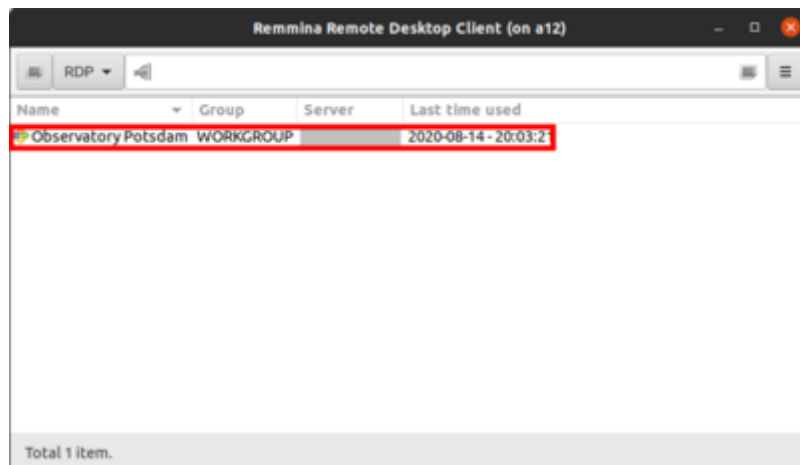 Remmina Remote Desktop Client (on a12)
RDP
Name Group Server Last time used
Observatory Potsdam WORKGROUP 2020-08-14 - 20:03:21
Total 1 item.